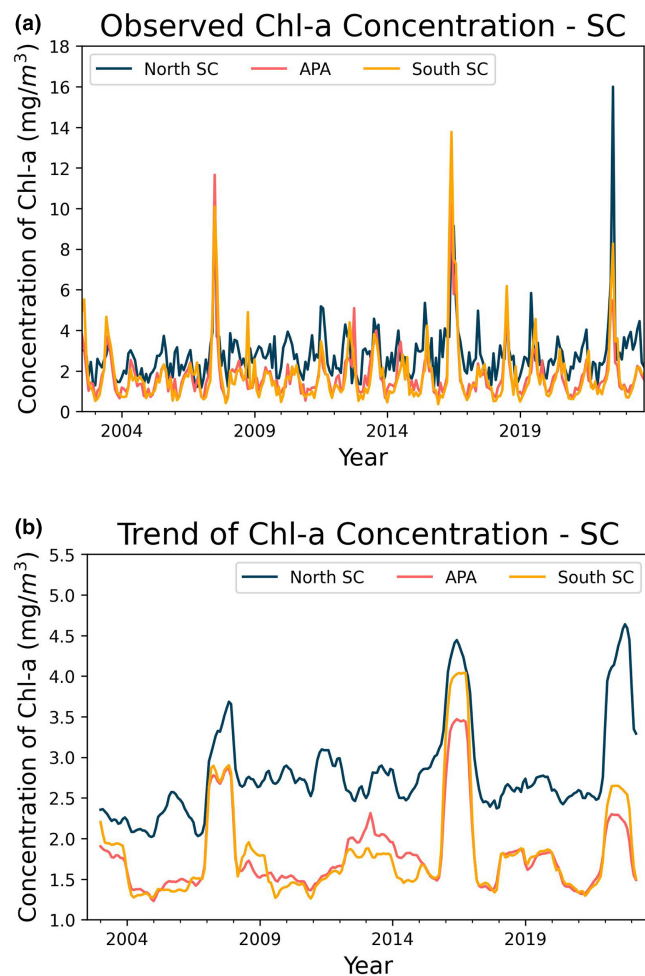 (a)
Observed Chl-a Concentration - SC
Concentration of Chl-a (mg/m³)
18
16
14
12
10
8
6
4
2
0
North SC APA South SC
2004 2009 2014 2019
Year
(b)
Trend of Chl-a Concentration - SC
Concentration of Chl-a (mg/m³)
5.5
5.0
4.5
4.0
3.5
3.0
2.5
2.0
1.5
1.0
North SC APA South SC
2004 2009 2014 2019
Year